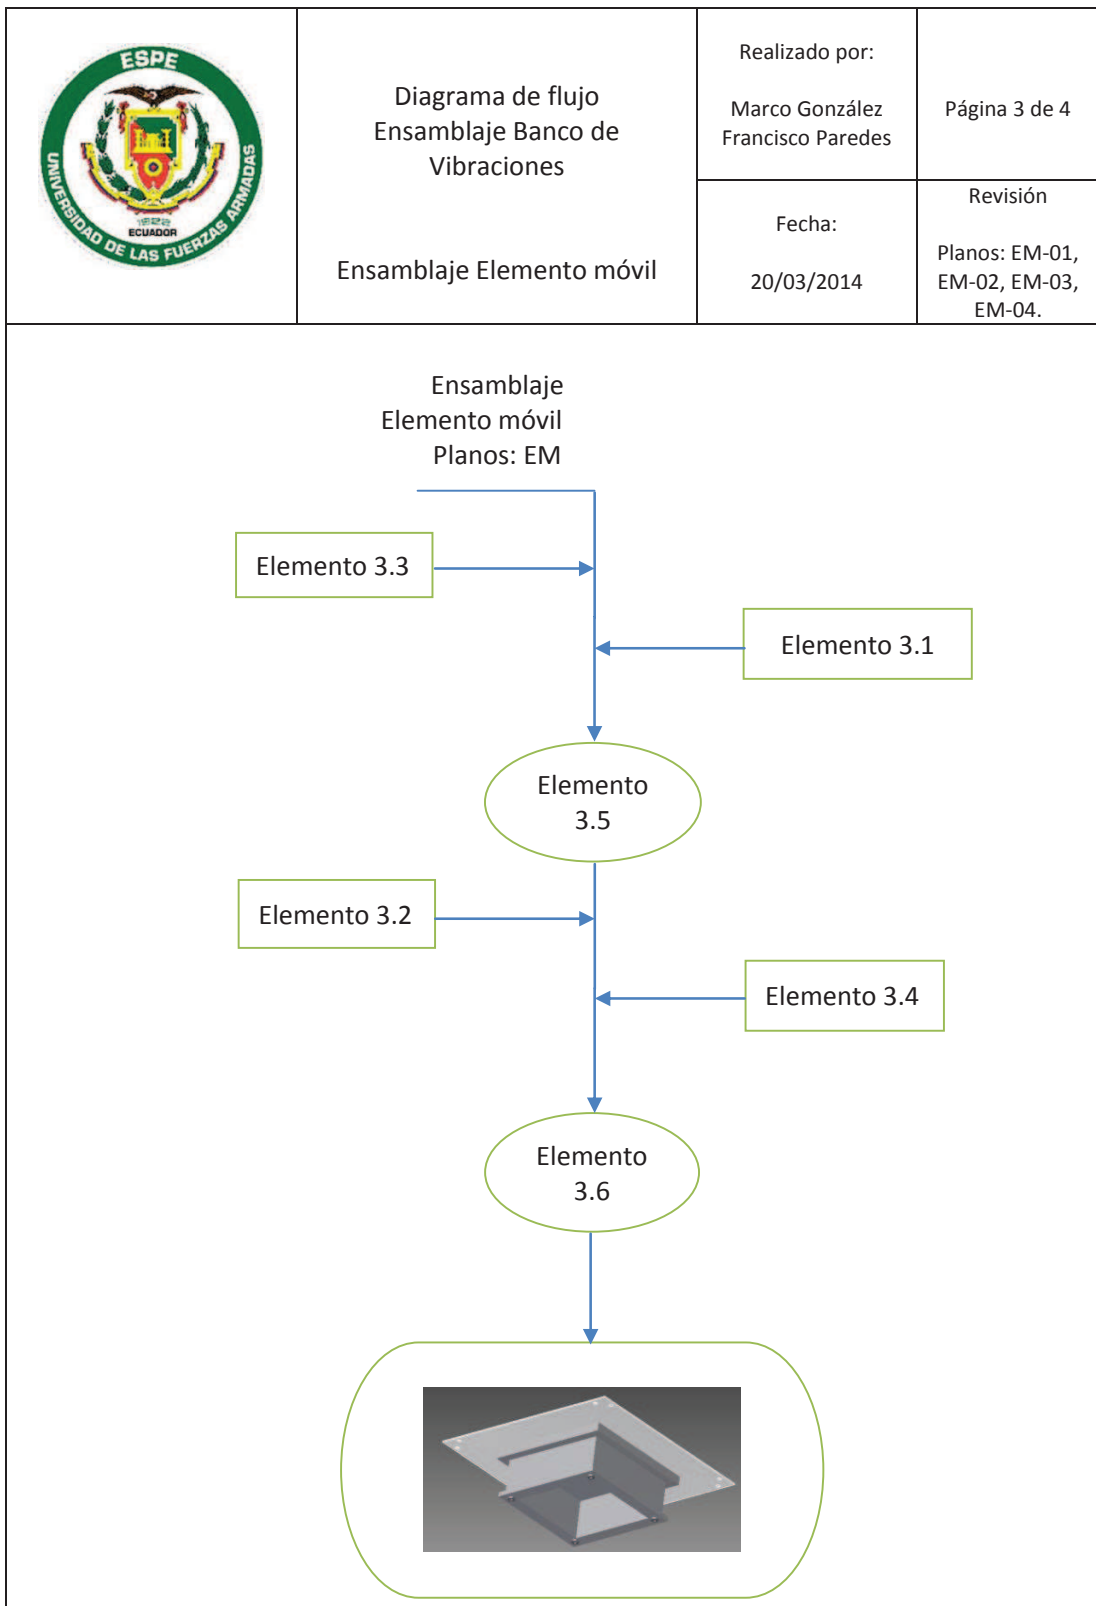 ESPE
UNIVERSIDAD DE LAS FUERZAS ARMADAS
1822
ECUADOR
Diagrama de flujo
Ensamblaje Banco de
Vibraciones
Ensamblaje Elemento móvil
Realizado por:
Marco González
Francisco Paredes
Página 3 de 4
Fecha:
20/03/2014
Revisión
Planos: EM-01,
EM-02, EM-03,
EM-04.
Ensamblaje
Elemento móvil
Planos: EM
Elemento 3.3
Elemento 3.1
Elemento
3.5
Elemento 3.2
Elemento 3.4
Elemento
3.6